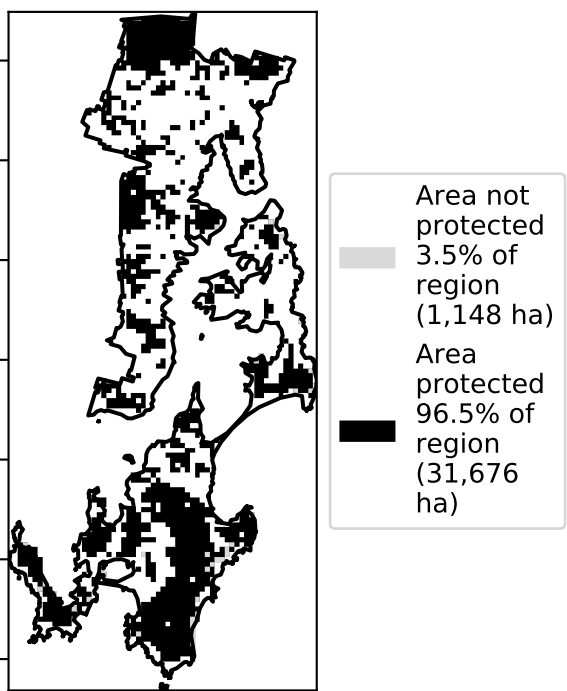 Area not
protected
3.5% of
region
(1,148 ha)
Area
protected
96.5% of
region
(31,676
ha)